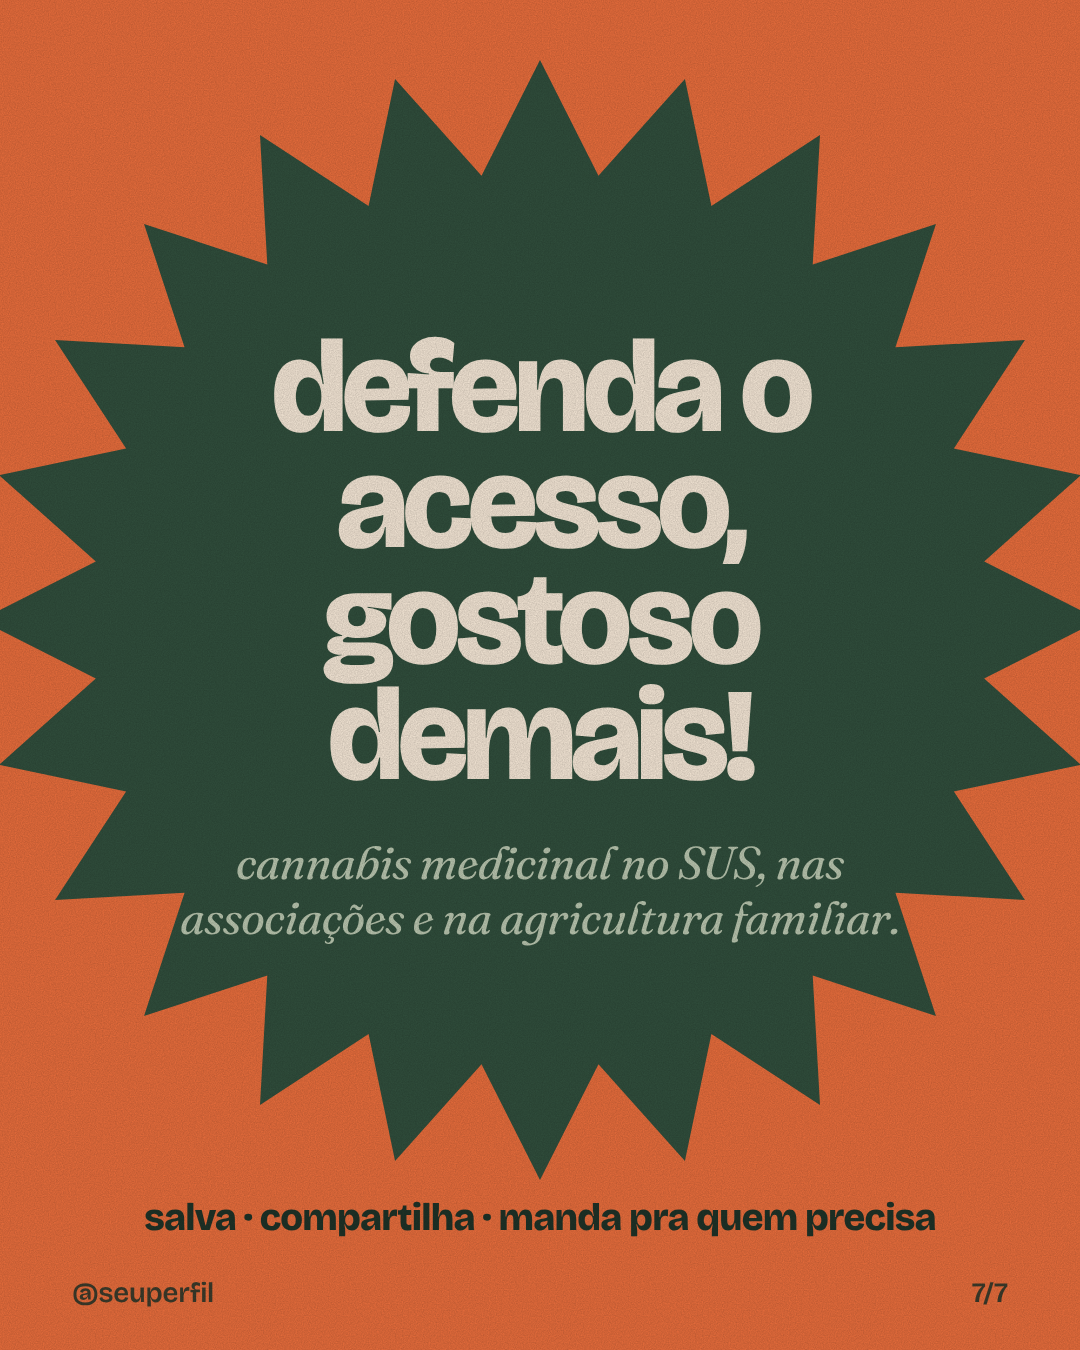 defenda o
acesso,
gostoso
demais!
cannabis medicinal no SUS, nas
associações e na agricultura familiar.
salva · compartilha · manda pra quem precisa
@seuperfil
7/7